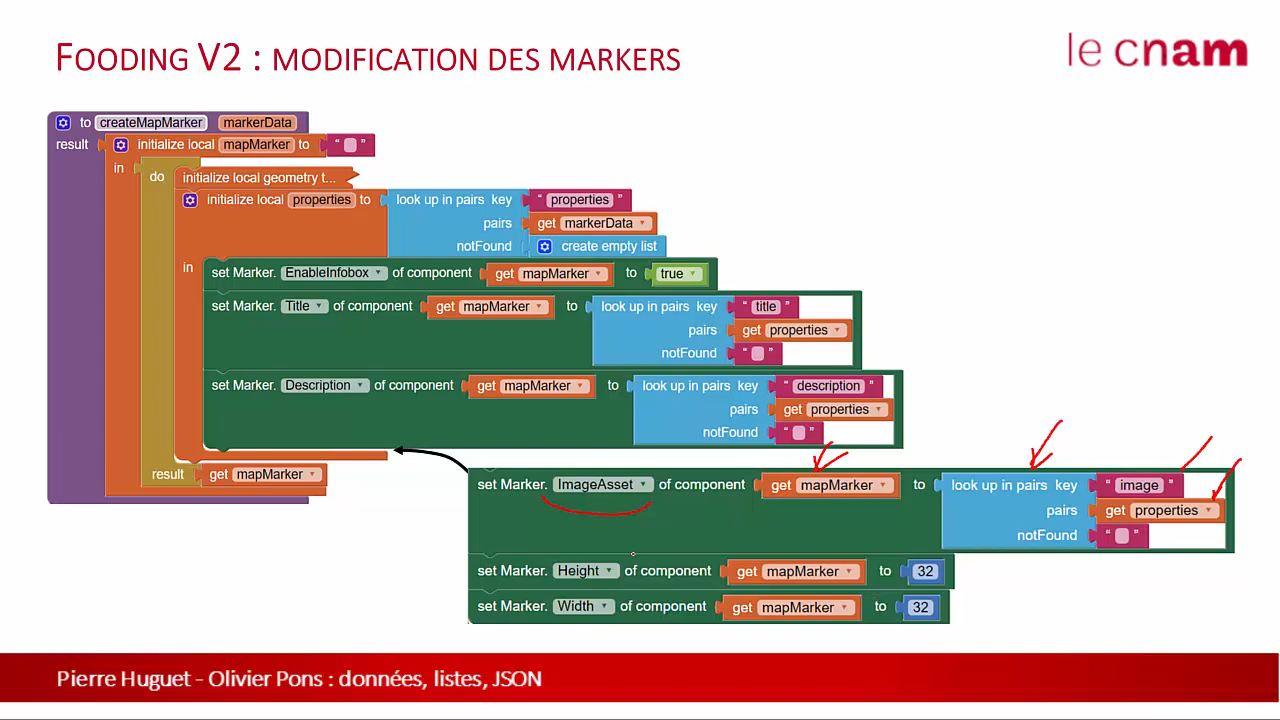 FOODING V2 : MODIFICATION DES MARKERS
le cnam
to createMapMarker markerData
result initialize local mapMarker to “ ”
in
do initialize local geometry t...
initialize local properties to look up in pairs key “ properties ”
pairs get markerData
notFound create empty list
in set Marker. EnableInfobox of component get mapMarker to true
set Marker. Title of component get mapMarker to look up in pairs key “ title ”
pairs get properties
notFound “ ”
set Marker. Description of component get mapMarker to look up in pairs key “ description ”
pairs get properties
notFound “ ”
result get mapMarker
set Marker. ImageAsset of component get mapMarker to look up in pairs key “ image ”
pairs get properties
notFound “ ”
set Marker. Height of component get mapMarker to 32
set Marker. Width of component get mapMarker to 32
Pierre Huguet - Olivier Pons : données, listes, JSON